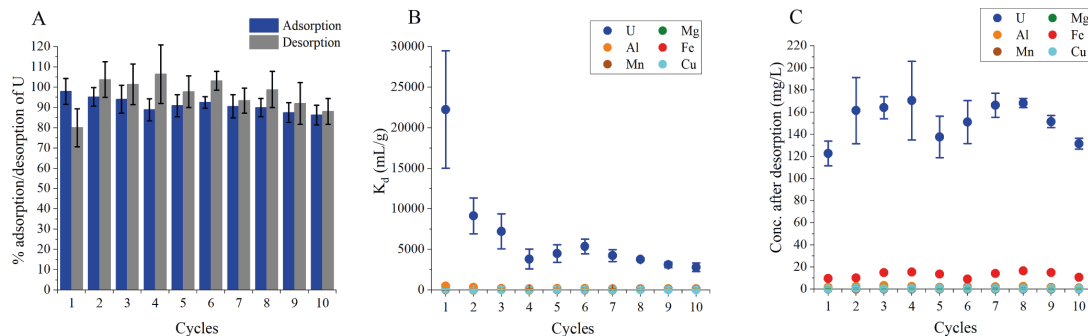 A
Adsorption
Desorption
% adsorption/desorption of U
120
110
100
90
80
70
60
50
40
30
20
10
0
1 2 3 4 5 6 7 8 9 10
Cycles
B
U Mg
Al Fe
Mn Cu
K_d (mL/g)
30000
25000
20000
15000
10000
5000
0
1 2 3 4 5 6 7 8 9 10
Cycles
C
U Mg
Al Fe
Mn Cu
Conc. after desorption (mg/L)
220
200
180
160
140
120
100
80
60
40
20
0
1 2 3 4 5 6 7 8 9 10
Cycles